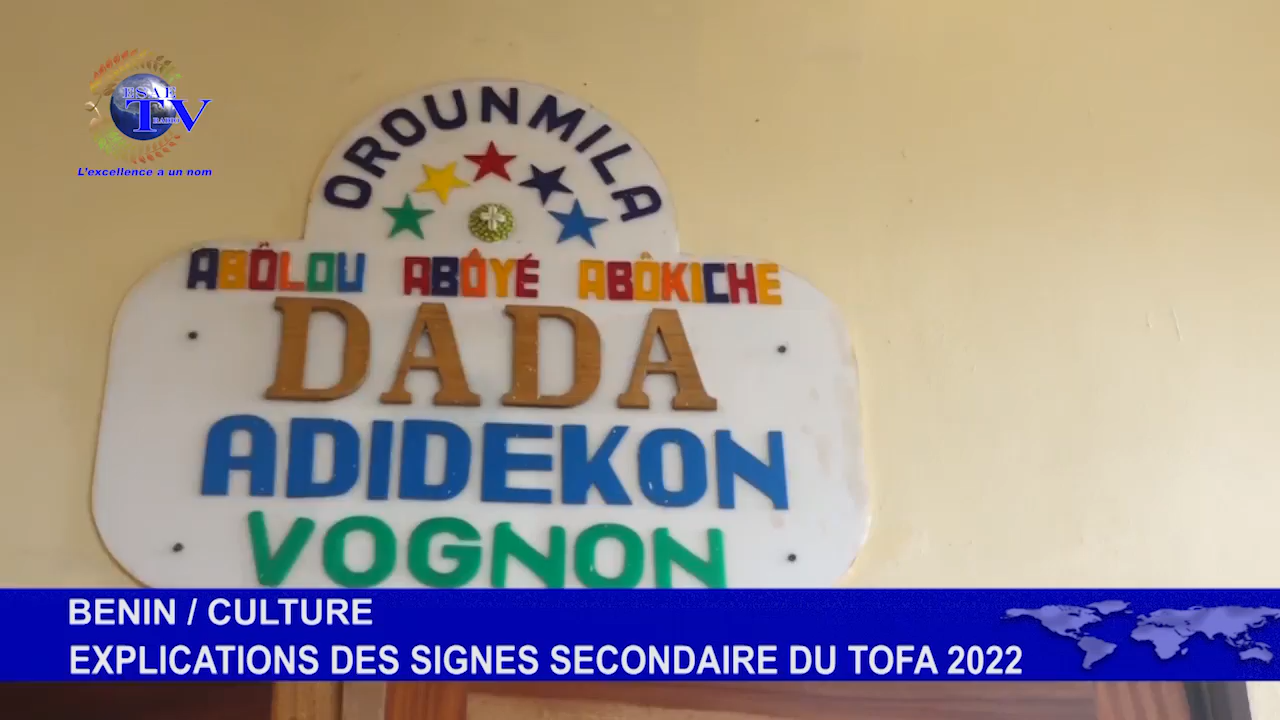 ESAE
TV
RADIO
L'excellence a un nom
OROUNMILA
ABÔLOU ABÔYÉ ABÔKICHE
DADA
ADIDEKON
VOGNON
BENIN / CULTURE
EXPLICATIONS DES SIGNES SECONDAIRE DU TOFA 2022